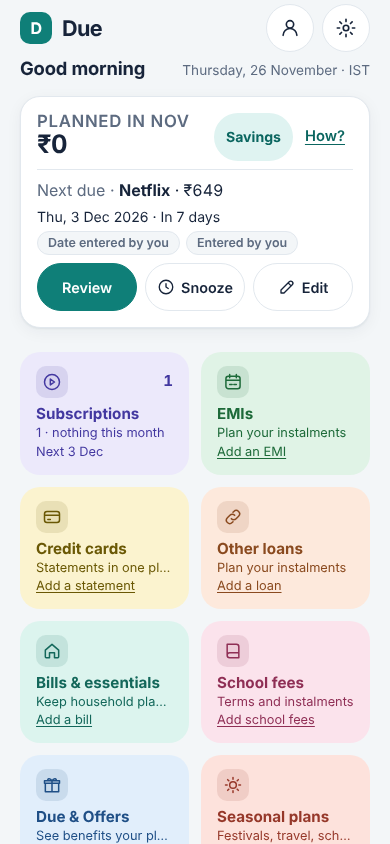 D Due
Good morning
Thursday, 26 November · IST
PLANNED IN NOV
₹0
Savings
How?
Next due · Netflix · ₹649
Thu, 3 Dec 2026 · In 7 days
Date entered by you
Entered by you
Review
Snooze
Edit
1
Subscriptions
1 · nothing this month
Next 3 Dec
EMIs
Plan your instalments
Add an EMI
Credit cards
Statements in one pl...
Add a statement
Other loans
Plan your instalments
Add a loan
Bills & essentials
Keep household pla...
Add a bill
School fees
Terms and instalments
Add school fees
Due & Offers
See benefits your pl...
Seasonal plans
Festivals, travel, sch...